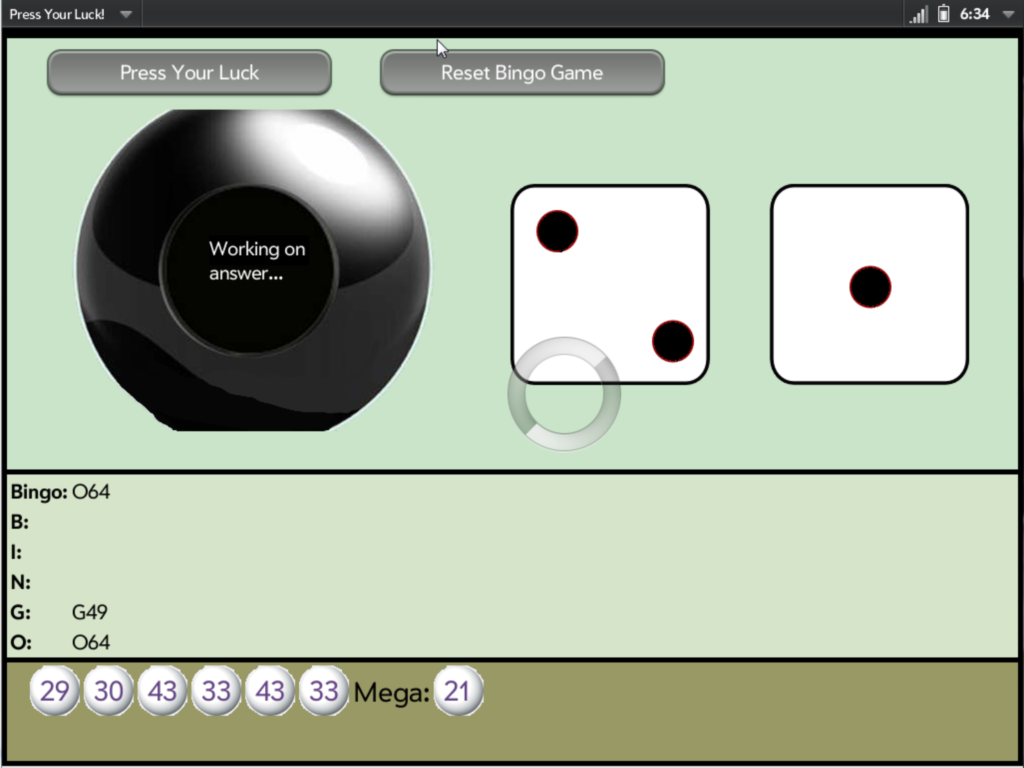 Press Your Luck! 6:34
Press Your Luck Reset Bingo Game
Working on
answer...
Bingo: O64
B:
I:
N:
G: G49
O: O64
29 30 43 33 43 33 Mega: 21